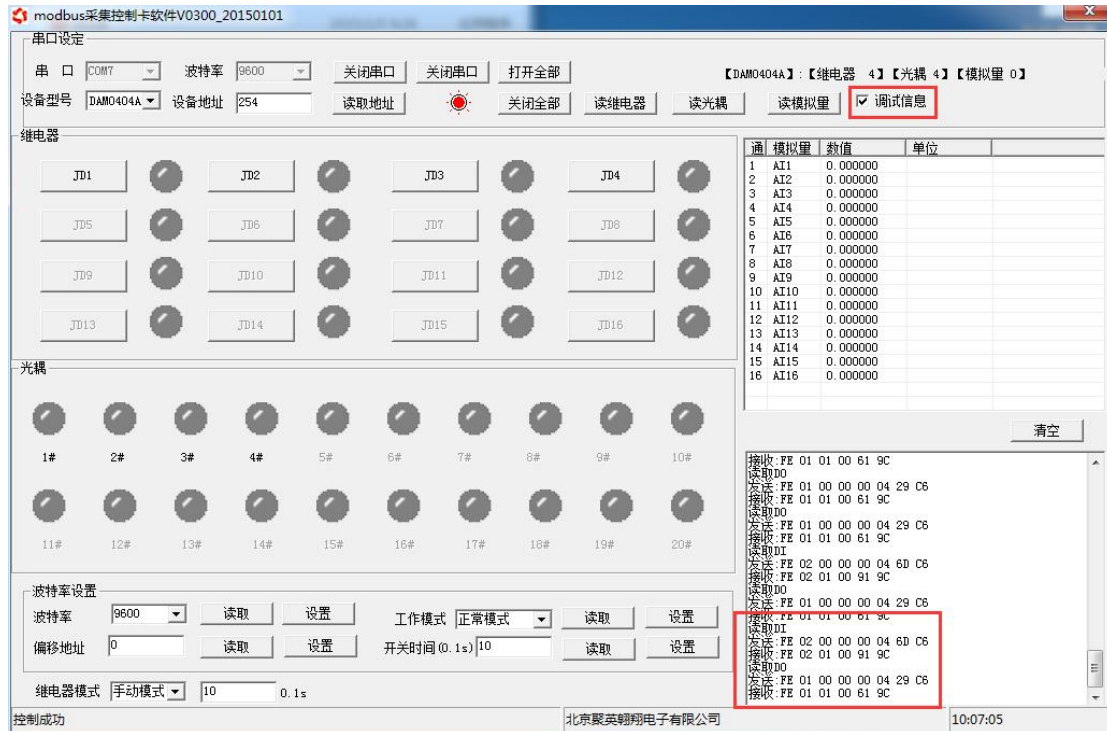 modbus采集控制卡软件V0300_20150101
串口设定
串 口 COM7 波特率 9600 关闭串口 关闭串口 打开全部 【DAM0404A】:【继电器 4】【光耦 4】【模拟量 0】
设备型号 DAM0404A 设备地址 254 读取地址 关闭全部 读继电器 读光耦 读模拟量 调试信息
继电器
JD1 JD2 JD3 JD4
JD5 JD6 JD7 JD8
JD9 JD10 JD11 JD12
JD13 JD14 JD15 JD16
通 模拟量 数值 单位
1 AI1 0.000000
2 AI2 0.000000
3 AI3 0.000000
4 AI4 0.000000
5 AI5 0.000000
6 AI6 0.000000
7 AI7 0.000000
8 AI8 0.000000
9 AI9 0.000000
10 AI10 0.000000
11 AI11 0.000000
12 AI12 0.000000
13 AI13 0.000000
14 AI14 0.000000
15 AI15 0.000000
16 AI16 0.000000
清空
光耦
1# 2# 3# 4# 5# 6# 7# 8# 9# 10#
11# 12# 13# 14# 15# 16# 17# 18# 19# 20#
接收:FE 01 01 00 61 9C
读取DO
发送:FE 01 00 00 00 04 29 C6
接收:FE 01 01 00 61 9C
读取DO
发送:FE 01 00 00 00 04 29 C6
接收:FE 01 01 00 61 9C
读取DI
发送:FE 02 00 00 00 04 6D C6
接收:FE 02 01 00 91 9C
读取DO
发送:FE 01 00 00 00 04 29 C6
接收:FE 01 01 00 61 9C
读取DI
发送:FE 02 00 00 00 04 6D C6
接收:FE 02 01 00 91 9C
读取DO
发送:FE 01 00 00 00 04 29 C6
接收:FE 01 01 00 61 9C
波特率设置
波特率 9600 读取 设置 工作模式 正常模式 读取 设置
偏移地址 0 读取 设置 开关时间(0.1s) 10 读取 设置
继电器模式 手动模式 10 0.1s
控制成功 北京聚英翱翔电子有限公司 10:07:05